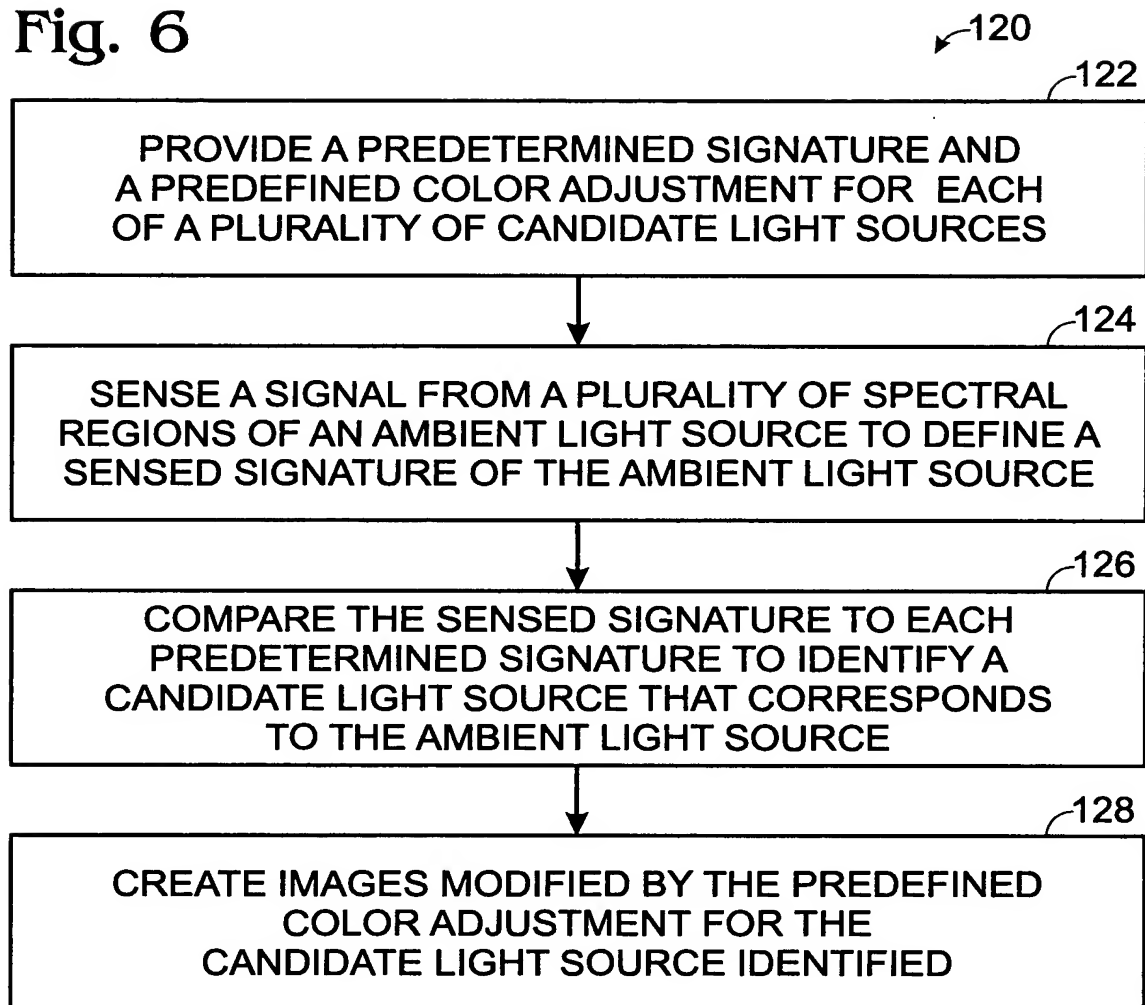 Fig. 6
120
122
PROVIDE A PREDETERMINED SIGNATURE AND
A PREDEFINED COLOR ADJUSTMENT FOR EACH
OF A PLURALITY OF CANDIDATE LIGHT SOURCES
124
SENSE A SIGNAL FROM A PLURALITY OF SPECTRAL
REGIONS OF AN AMBIENT LIGHT SOURCE TO DEFINE A
SENSED SIGNATURE OF THE AMBIENT LIGHT SOURCE
126
COMPARE THE SENSED SIGNATURE TO EACH
PREDETERMINED SIGNATURE TO IDENTIFY A
CANDIDATE LIGHT SOURCE THAT CORRESPONDS
TO THE AMBIENT LIGHT SOURCE
128
CREATE IMAGES MODIFIED BY THE PREDEFINED
COLOR ADJUSTMENT FOR THE
CANDIDATE LIGHT SOURCE IDENTIFIED